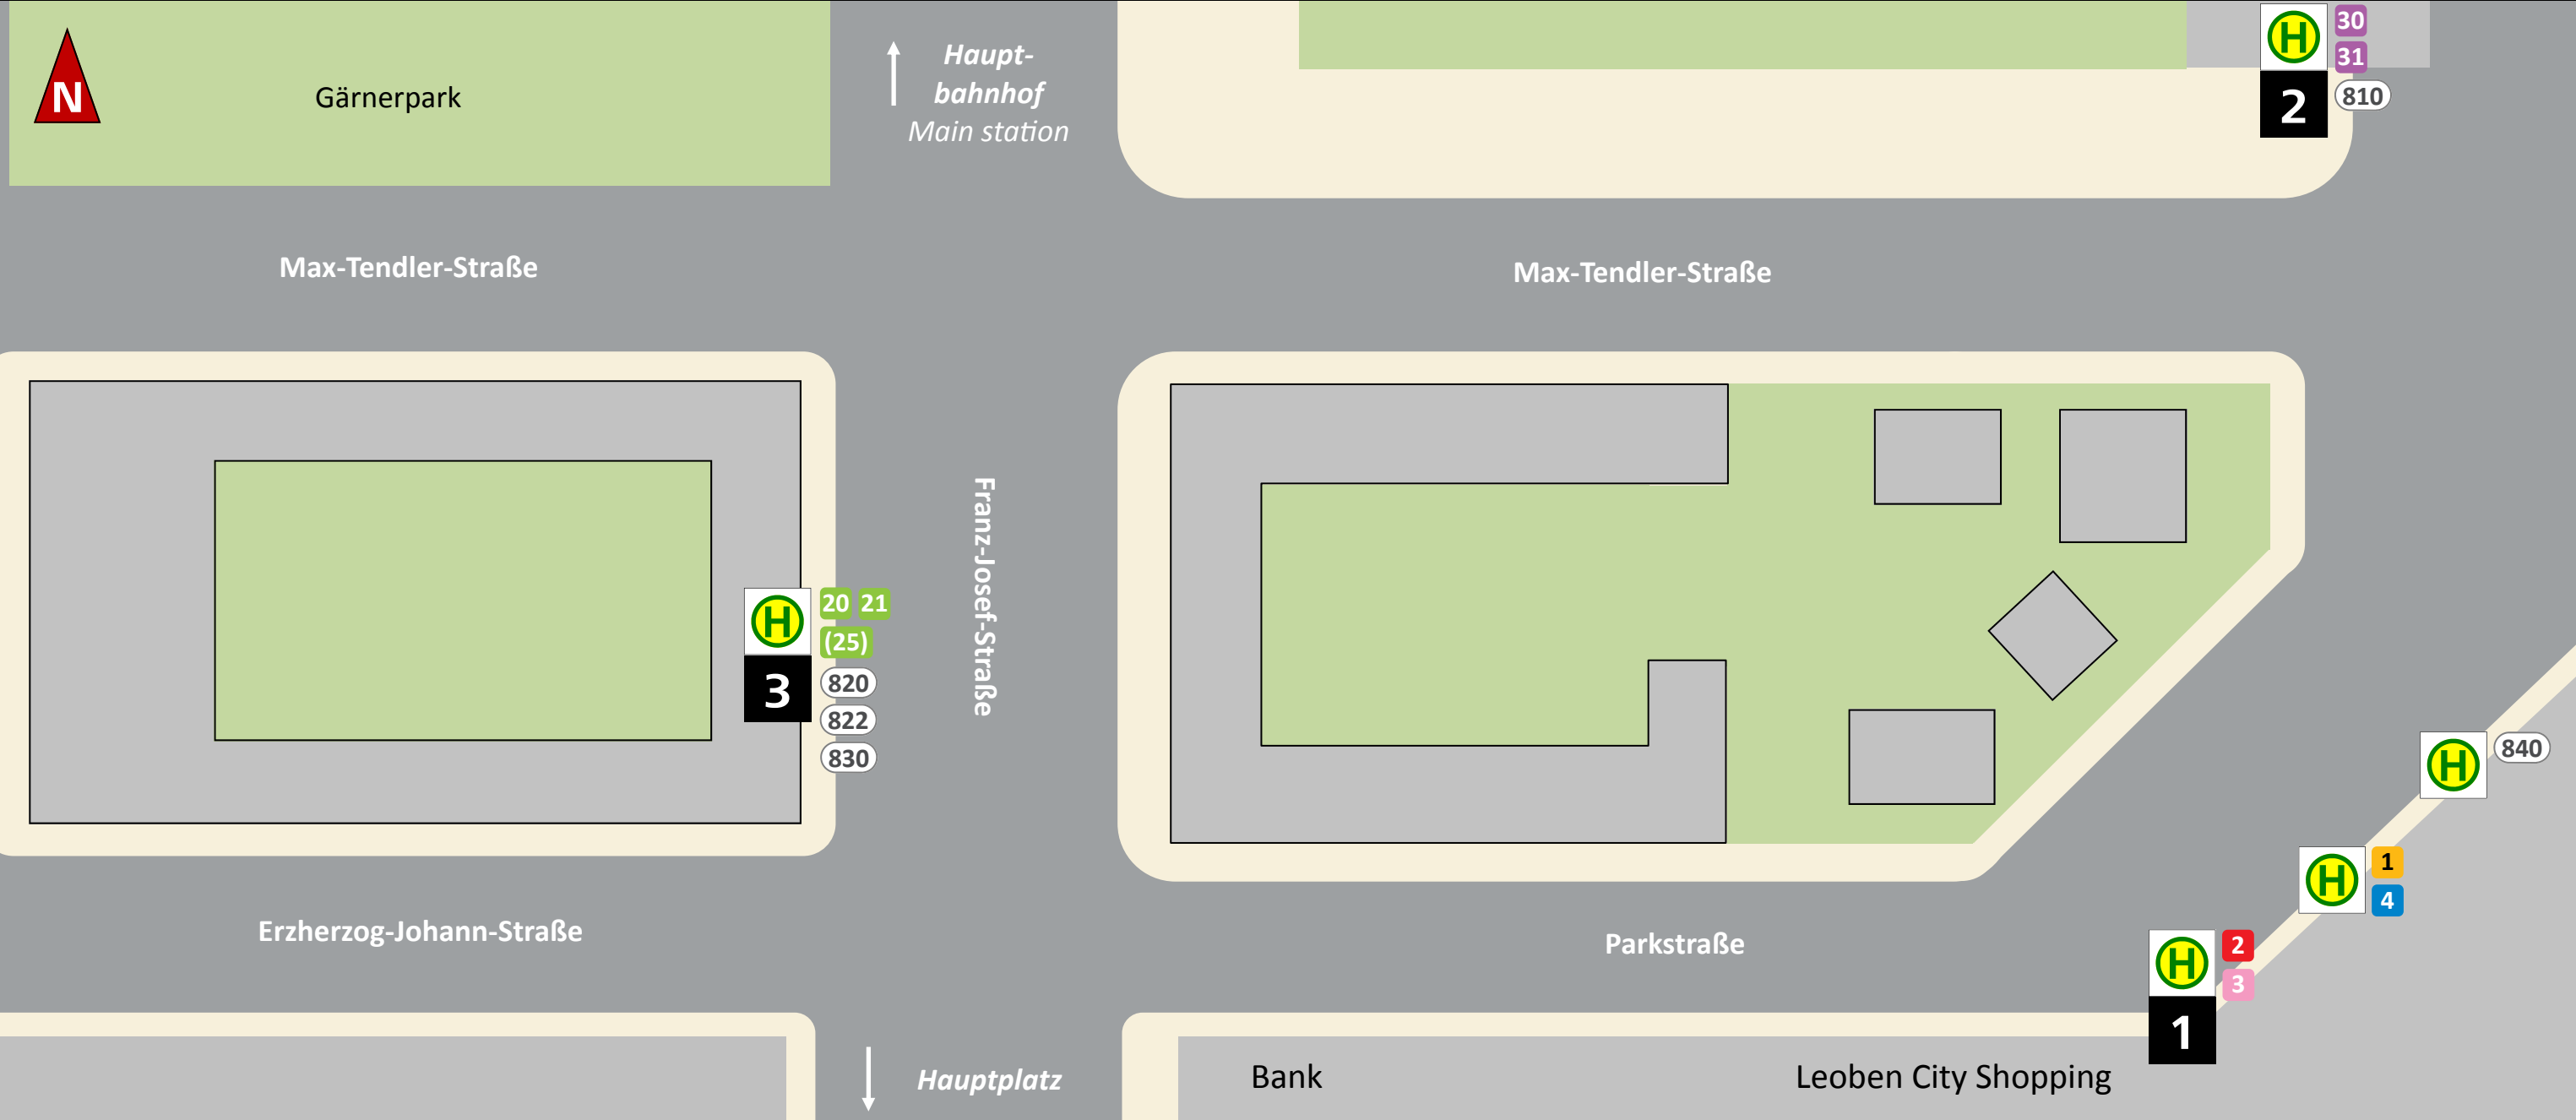 N
Gärnerpark
Haupt-
bahnhof
Main station
H
2
30
31
810
Max-Tendler-Straße
Max-Tendler-Straße
Franz-Josef-Straße
H
3
20 21
(25)
820
822
830
H
840
H
1
4
Erzherzog-Johann-Straße
Parkstraße
H
1
2
3
Hauptplatz
Bank
Leoben City Shopping